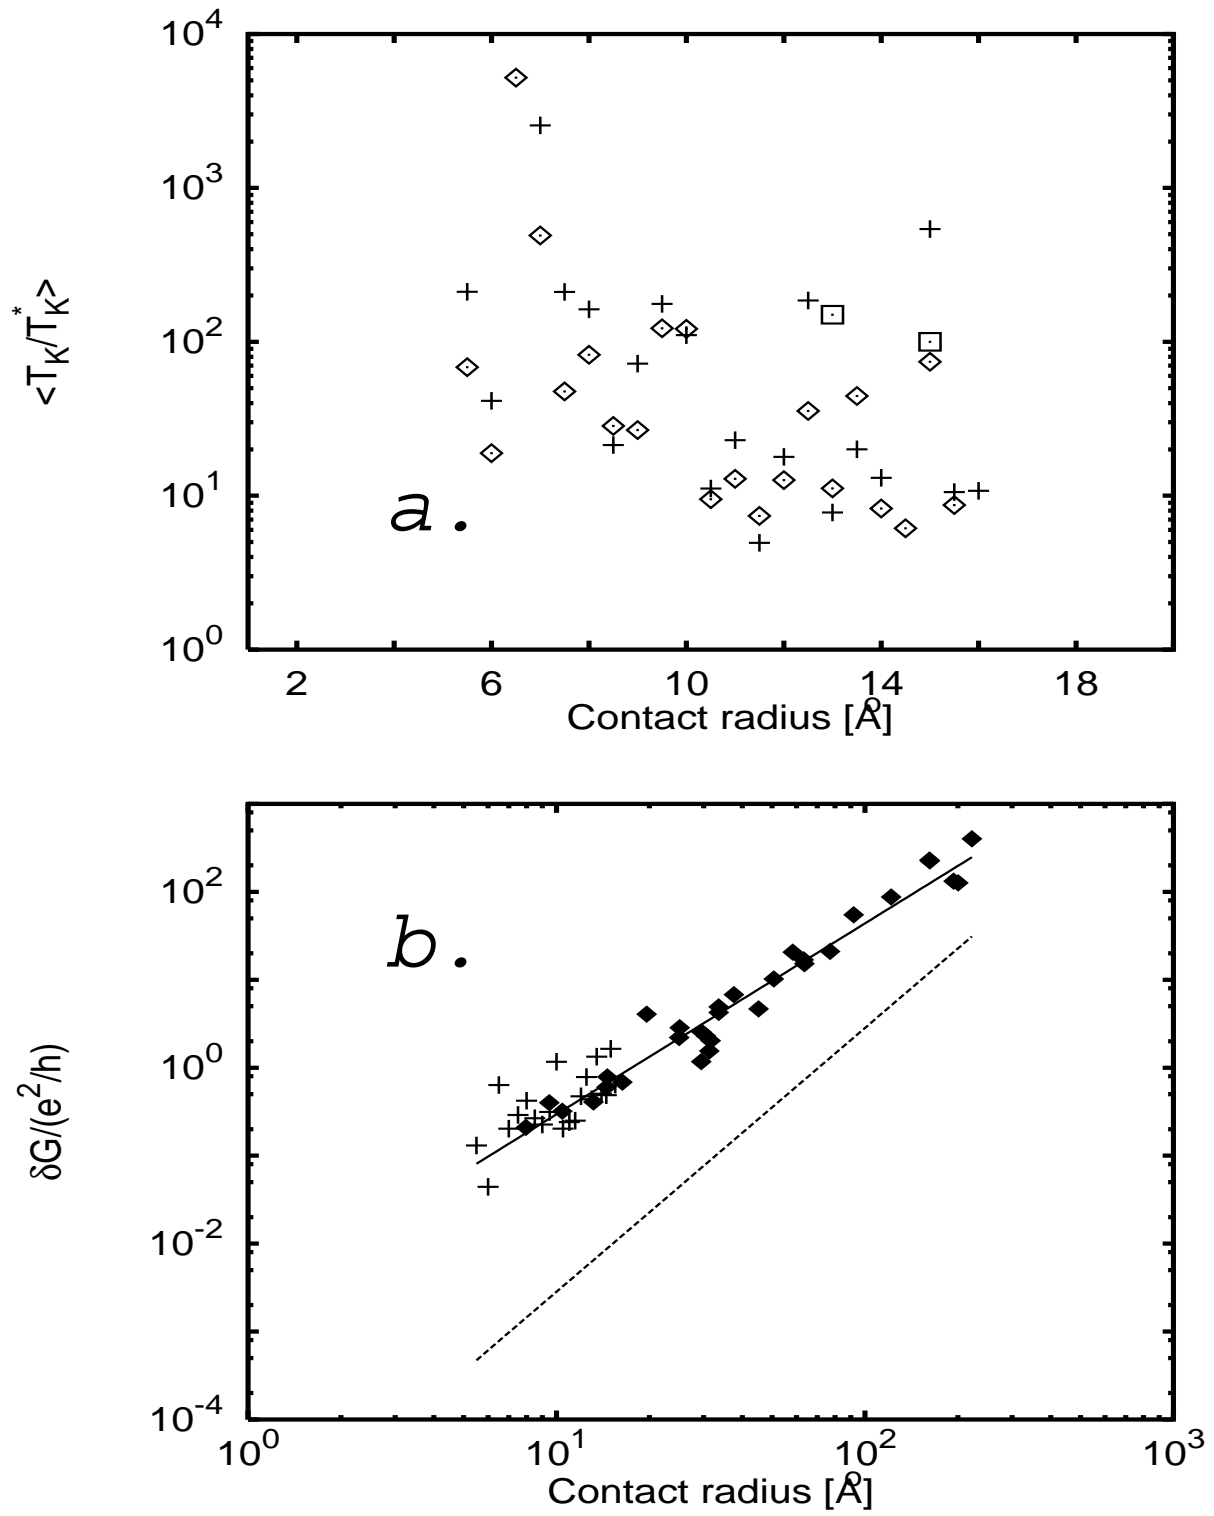 10^4
10^3
10^2
10^1
10^0
<T_K/T_K^*>
a.
2 6 10 14 18
Contact radius [Å]
10^2
10^0
10^-2
10^-4
δG/(e^2/h)
b.
10^0 10^1 10^2 10^3
Contact radius [Å]